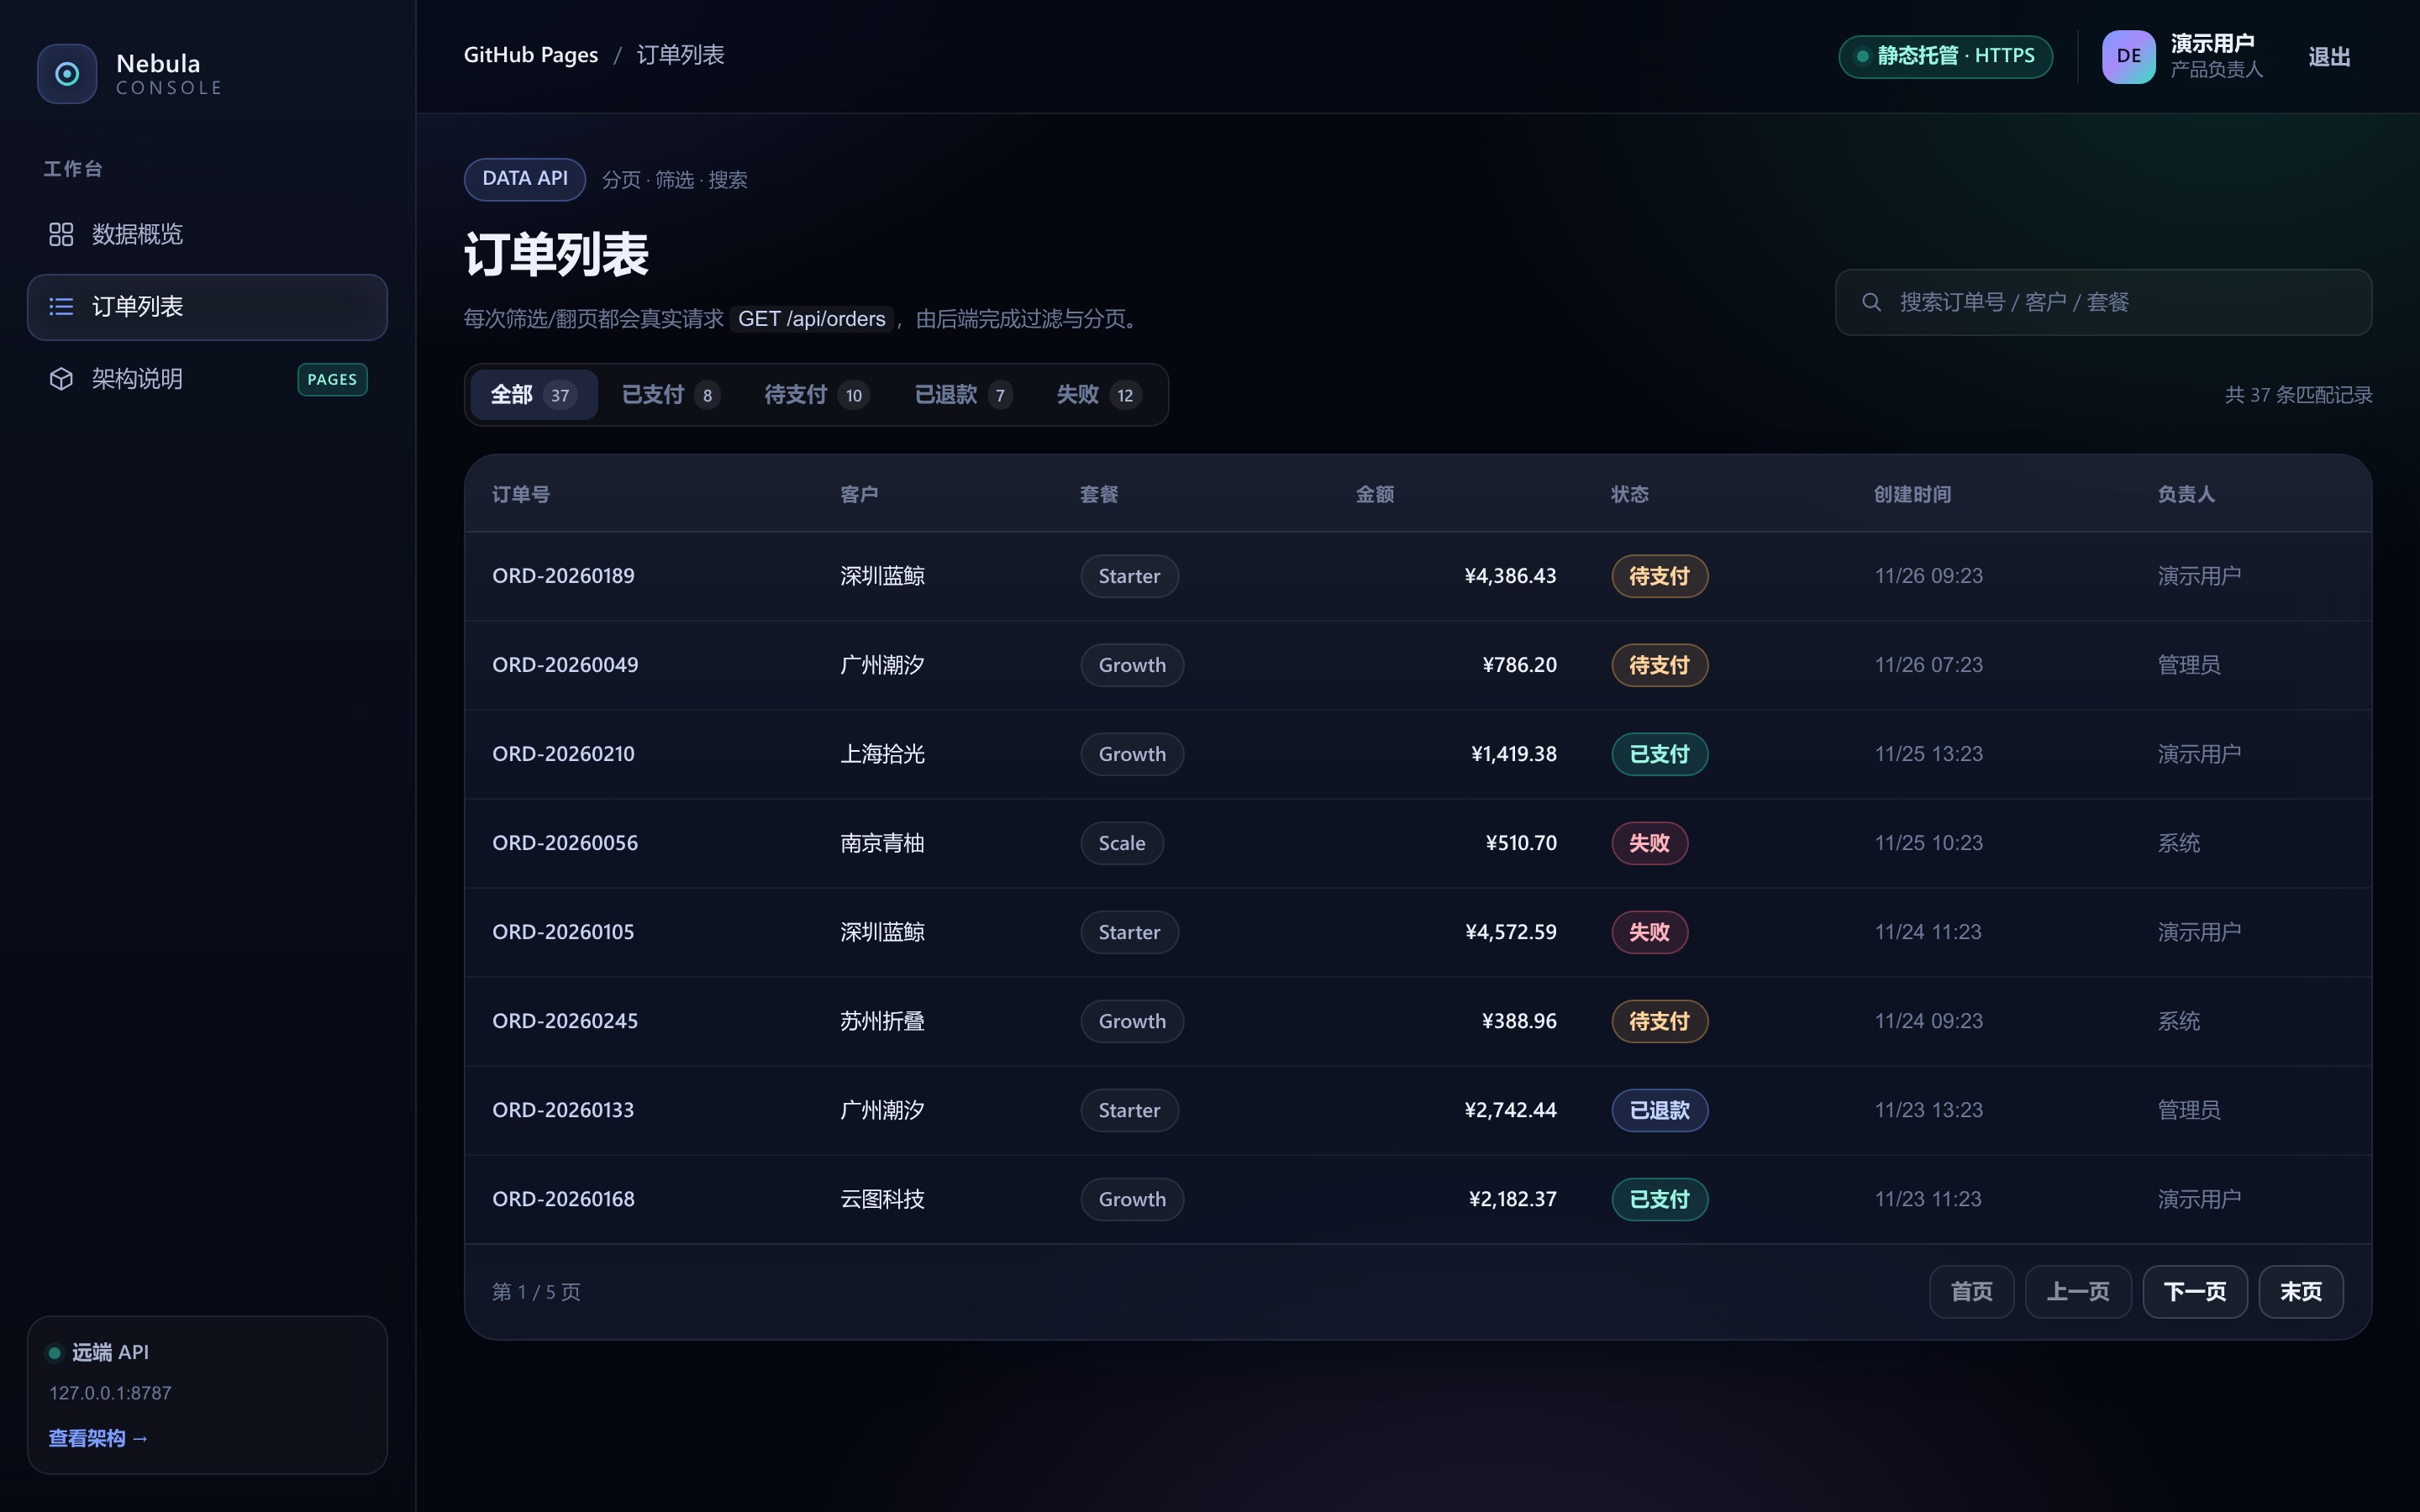 Nebula
CONSOLE
工作台
数据概览
订单列表
架构说明 PAGES
远端 API
127.0.0.1:8787
查看架构 →
GitHub Pages / 订单列表
静态托管 · HTTPS
DE
演示用户
产品负责人
退出
DATA API 分页 · 筛选 · 搜索
订单列表
每次筛选/翻页都会真实请求 GET /api/orders ，由后端完成过滤与分页。
搜索订单号 / 客户 / 套餐
全部 37 已支付 8 待支付 10 已退款 7 失败 12
共 37 条匹配记录
订单号 客户 套餐 金额 状态 创建时间 负责人
ORD-20260189 深圳蓝鲸 Starter ¥4,386.43 待支付 11/26 09:23 演示用户
ORD-20260049 广州潮汐 Growth ¥786.20 待支付 11/26 07:23 管理员
ORD-20260210 上海拾光 Growth ¥1,419.38 已支付 11/25 13:23 演示用户
ORD-20260056 南京青柚 Scale ¥510.70 失败 11/25 10:23 系统
ORD-20260105 深圳蓝鲸 Starter ¥4,572.59 失败 11/24 11:23 演示用户
ORD-20260245 苏州折叠 Growth ¥388.96 待支付 11/24 09:23 系统
ORD-20260133 广州潮汐 Starter ¥2,742.44 已退款 11/23 13:23 管理员
ORD-20260168 云图科技 Growth ¥2,182.37 已支付 11/23 11:23 演示用户
第 1 / 5 页
首页 上一页 下一页 末页